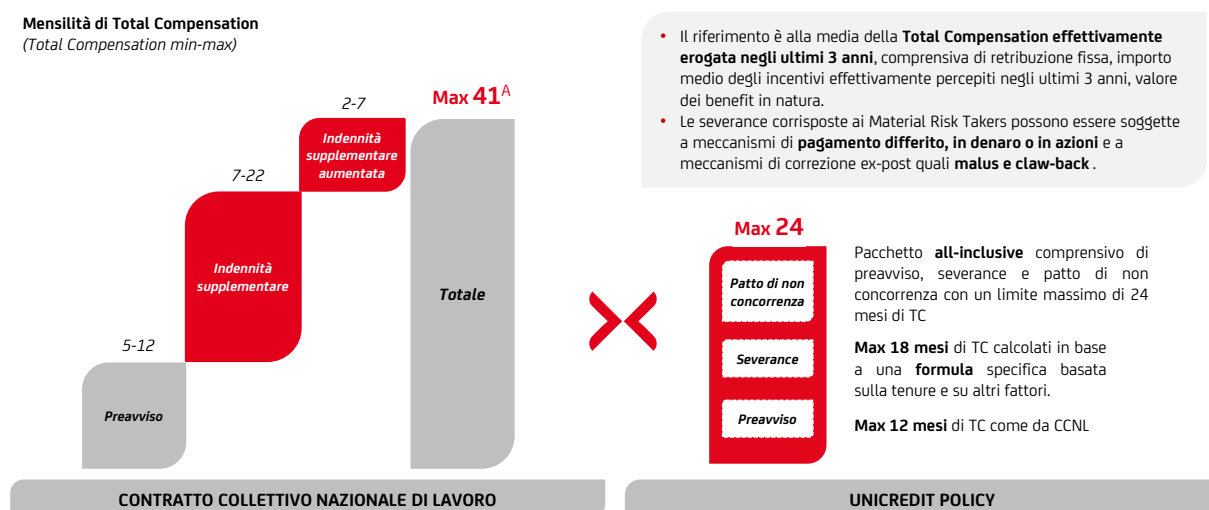 Mensilità di Total Compensation
(Total Compensation min-max)
5-12
Preavviso
7-22
Indennità
supplementare
2-7
Indennità
supplementare
aumentata
Max 41A
Totale
CONTRATTO COLLETTIVO NAZIONALE DI LAVORO
• Il riferimento è alla media della Total Compensation effettivamente
erogata negli ultimi 3 anni, comprensiva di retribuzione fissa, importo
medio degli incentivi effettivamente percepiti negli ultimi 3 anni, valore
dei benefit in natura.
• Le severance corrisposte ai Material Risk Takers possono essere soggette
a meccanismi di pagamento differito, in denaro o in azioni e a
meccanismi di correzione ex-post quali malus e claw-back .
Max 24
Patto di non
concorrenza
Severance
Preavviso
Pacchetto all-inclusive comprensivo di
preavviso, severance e patto di non
concorrenza con un limite massimo di 24
mesi di TC
Max 18 mesi di TC calcolati in base
a una formula specifica basata
sulla tenure e su altri fattori.
Max 12 mesi di TC come da CCNL
UNICREDIT POLICY